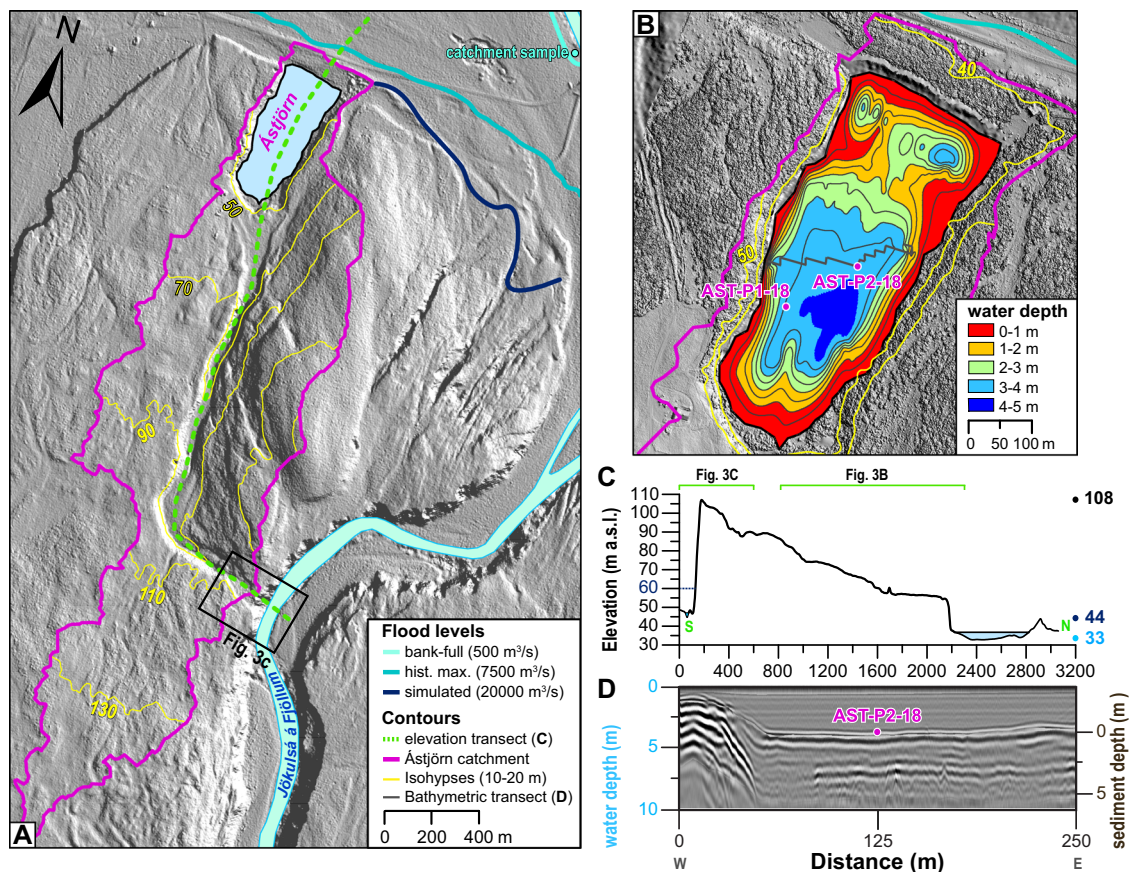 N
catchment sample
Ástjörn
50
70
90
110
130
Fig. 3c
Jökulsá á Fjöllum
Flood levels
bank-full (500 m³/s)
hist. max. (7500 m³/s)
simulated (20000 m³/s)
Contours
elevation transect (C)
Ástjörn catchment
Isohypses (10-20 m)
Bathymetric transect (D)
0 200 400 m
A
B
40
50
AST-P1-18
AST-P2-18
water depth
0-1 m
1-2 m
2-3 m
3-4 m
4-5 m
0 50 100 m
C
Fig. 3C
Fig. 3B
Elevation (m a.s.l.)
110
100
90
80
70
60
50
40
30
108
44
33
S
N
0 400 800 1200 1600 2000 2400 2800 3200
D
water depth (m)
0
5
10
AST-P2-18
0
5
sediment depth (m)
0 125 250
W Distance (m) E